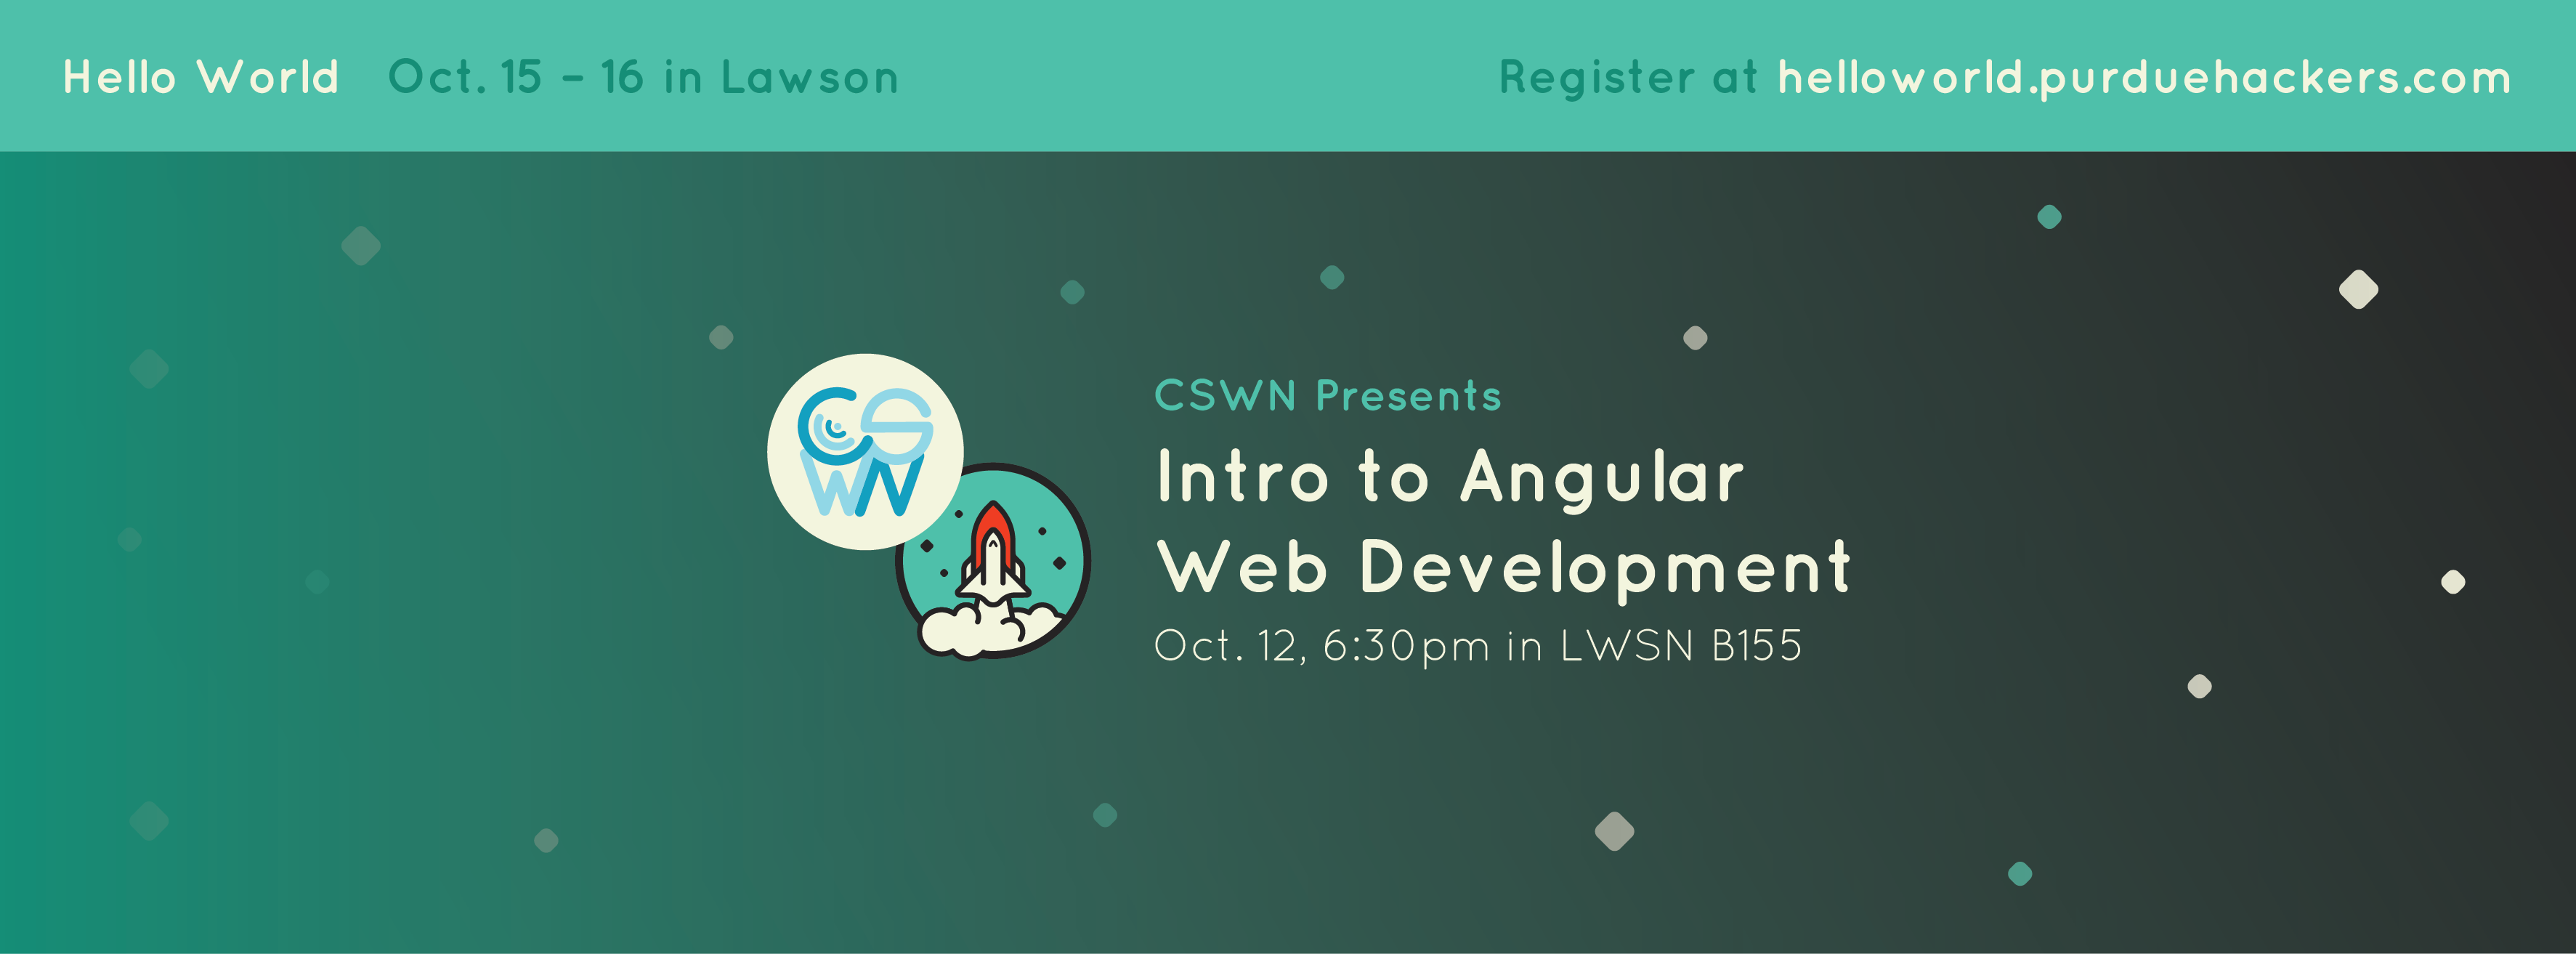 Hello World Oct. 15 – 16 in Lawson
Register at helloworld.purduehackers.com
CSWN
CSWN Presents
Intro to Angular
Web Development
Oct. 12, 6:30pm in LWSN B155